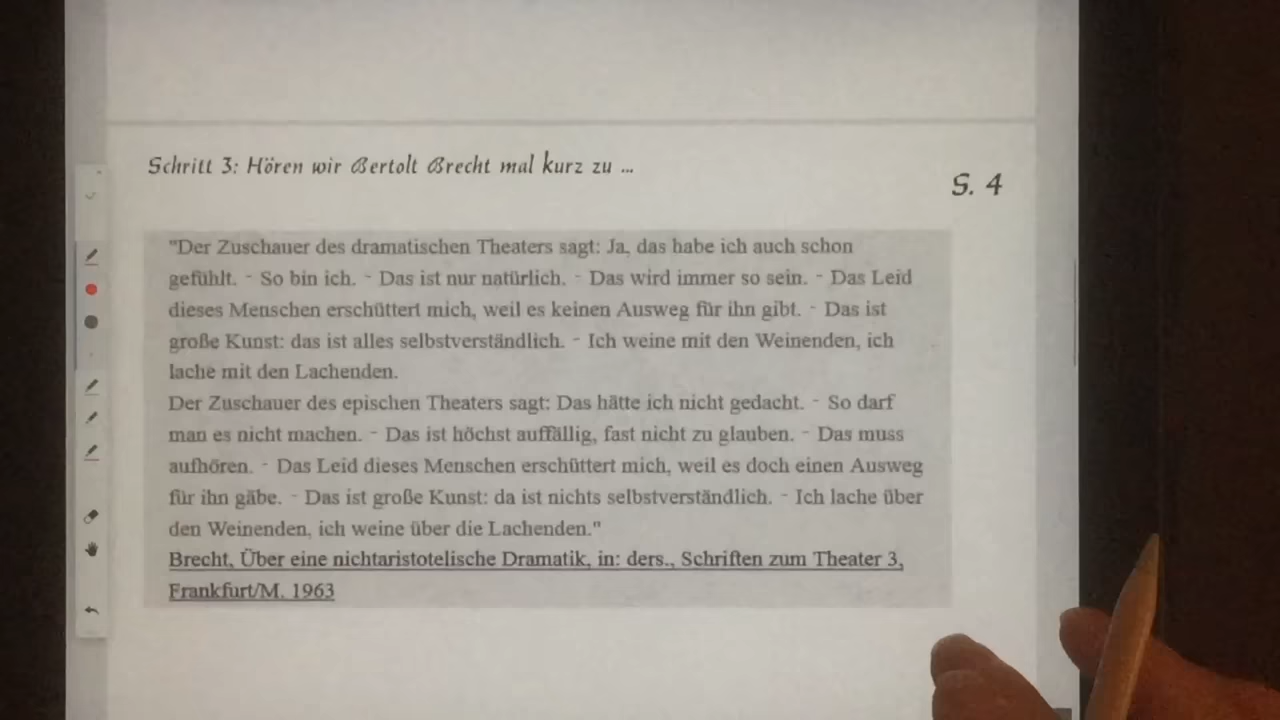 Schritt 3: Hören wir Bertolt Brecht mal kurz zu ...
S. 4
"Der Zuschauer des dramatischen Theaters sagt: Ja, das habe ich auch schon
gefühlt. - So bin ich. - Das ist nur natürlich. - Das wird immer so sein. - Das Leid
dieses Menschen erschüttert mich, weil es keinen Ausweg für ihn gibt. - Das ist
große Kunst: das ist alles selbstverständlich. - Ich weine mit den Weinenden, ich
lache mit den Lachenden.
Der Zuschauer des epischen Theaters sagt: Das hätte ich nicht gedacht. - So darf
man es nicht machen. - Das ist höchst auffällig, fast nicht zu glauben. - Das muss
aufhören. - Das Leid dieses Menschen erschüttert mich, weil es doch einen Ausweg
für ihn gäbe. - Das ist große Kunst: da ist nichts selbstverständlich. - Ich lache über
den Weinenden, ich weine über die Lachenden."
Brecht, Über eine nichtaristotelische Dramatik, in: ders., Schriften zum Theater 3,
Frankfurt/M. 1963